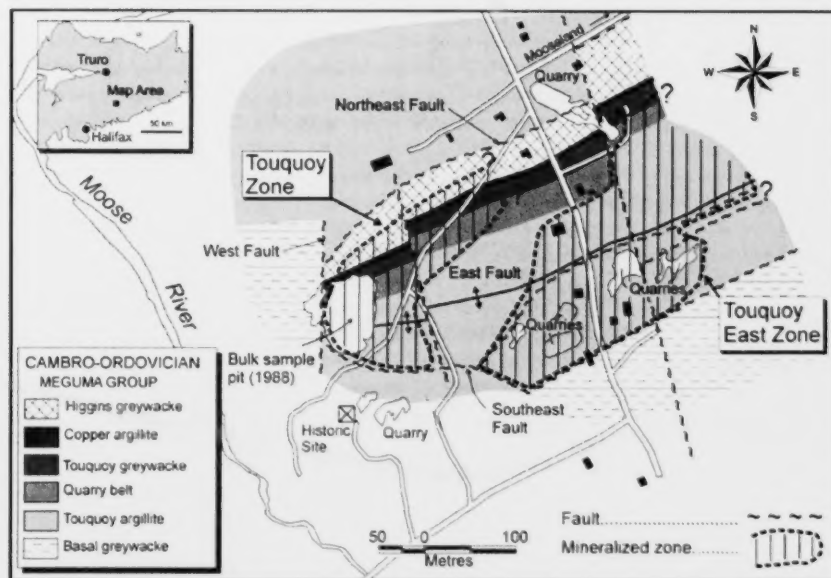 Truro
Map Area
50 km
Halifax
Mooseland
Quarry
N
W
E
S
Northeast Fault
?
Touquoy
Zone
Moose
River
West Fault
East Fault
?
Quarries
Quarries
Touquoy
East Zone
Bulk sample
pit (1988)
Southeast
Fault
Historic
Site
Quarry
CAMBRO-ORDOVICIAN
MEGUMA GROUP
Higgins greywacke
Copper argillite
Touquoy greywacke
Quarry belt
Touquoy argillite
Basal greywacke
50 0 100
Metres
Fault
Mineralized zone